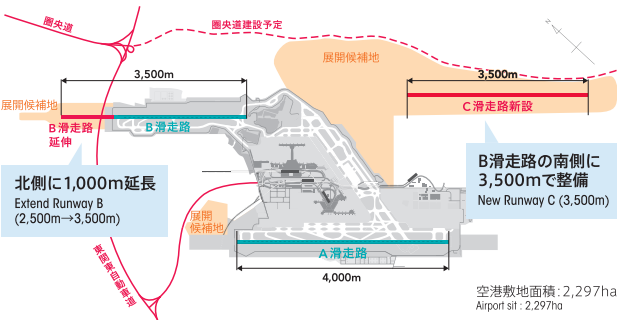 圏央道
圏央道建設予定
N
展開候補地
3,500m
3,500m
展開候補地
B滑走路
延伸
B滑走路
C滑走路新設
北側に1,000m延長
Extend Runway B
(2,500m→3,500m)
B滑走路の南側に
3,500mで整備
New Runway C (3,500m)
展開
候補地
A滑走路
4,000m
東関東自動車道
空港敷地面積:2,297ha
Airport sit : 2,297ha